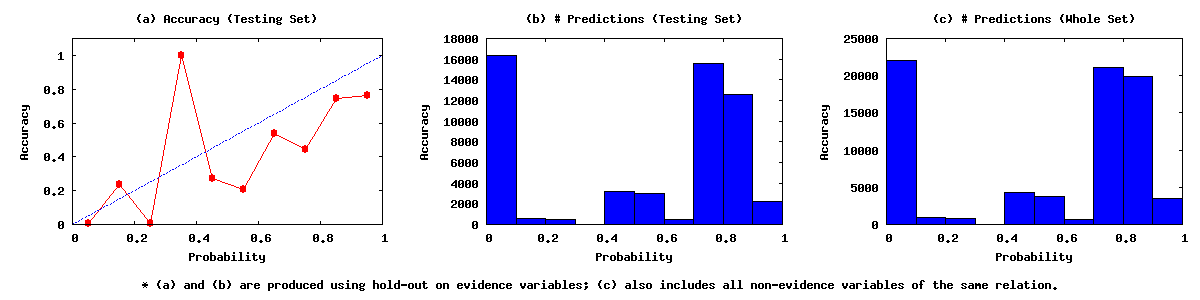 (a) Accuracy (Testing Set)
(b) # Predictions (Testing Set)
(c) # Predictions (Whole Set)
Accuracy
1
0.8
0.6
0.4
0.2
0
0 0.2 0.4 0.6 0.8 1
Probability
Accuracy
18000
16000
14000
12000
10000
8000
6000
4000
2000
0
0 0.2 0.4 0.6 0.8 1
Probability
Accuracy
25000
20000
15000
10000
5000
0
0 0.2 0.4 0.6 0.8 1
Probability
* (a) and (b) are produced using hold-out on evidence variables; (c) also includes all non-evidence variables of the same relation.